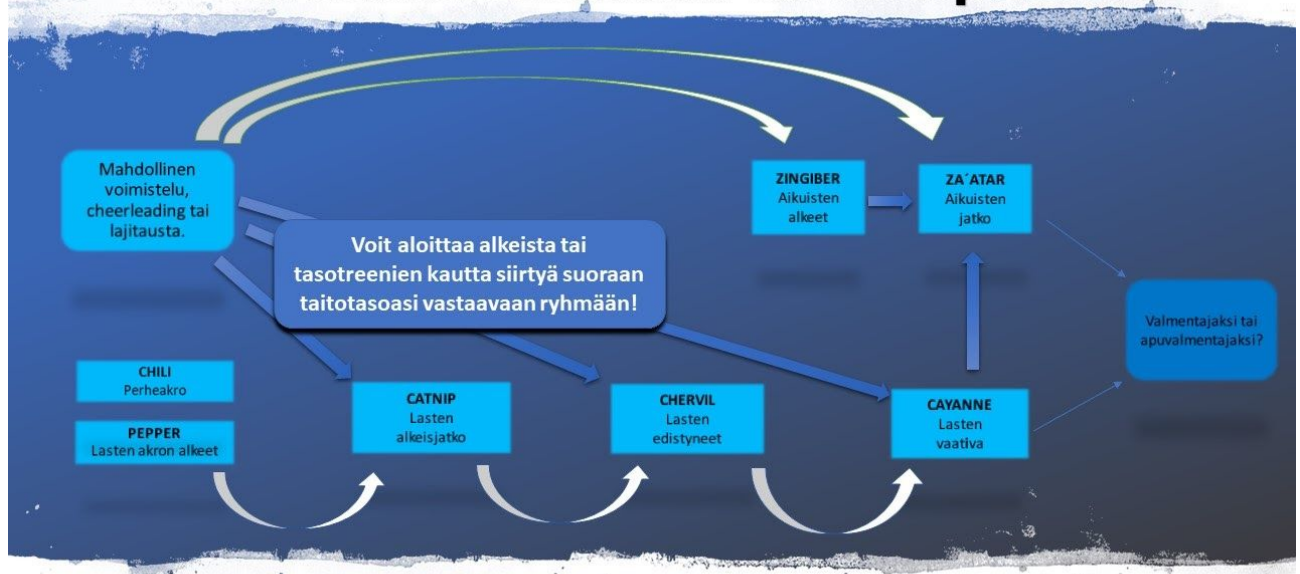 Mahdollinen
voimistelu,
cheerleading tai
lajitausta.
ZINGIBER
Aikuisten
alkeet
ZA´ATAR
Aikuisten
jatko
Voit aloittaa alkeista tai
tasotreenien kautta siirtyä suoraan
taitotasoasi vastaavaan ryhmään!
Valmentajaksi tai
apuvalmentajaksi?
CHILI
Perheakro
PEPPER
Lasten akron alkeet
CATNIP
Lasten
alkeisjatko
CHERVIL
Lasten
edistyneet
CAYANNE
Lasten
vaativa